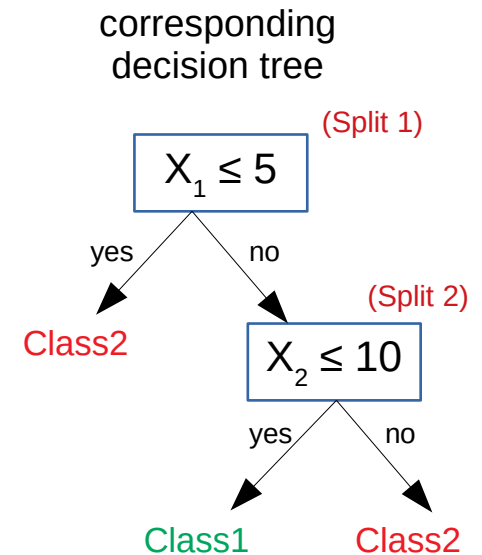 corresponding
decision tree
(Split 1)
X₁ ≤ 5
yes
no
(Split 2)
Class2
X₂ ≤ 10
yes
no
Class1
Class2